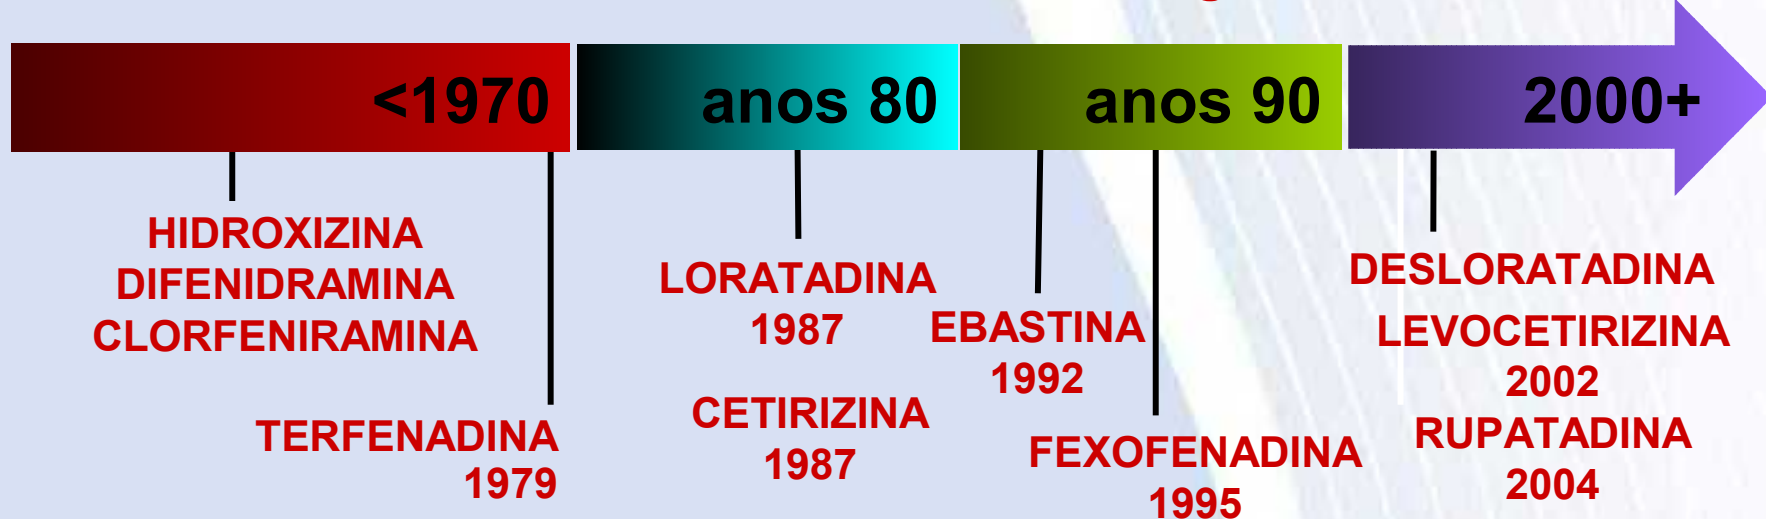 <1970
anos 80
anos 90
2000+
HIDROXIZINA
DIFENIDRAMINA
CLORFENIRAMINA
TERFENADINA
1979
LORATADINA
1987
CETIRIZINA
1987
EBASTINA
1992
FEXOFENADINA
1995
DESLORATADINA
LEVOCETIRIZINA
2002
RUPATADINA
2004